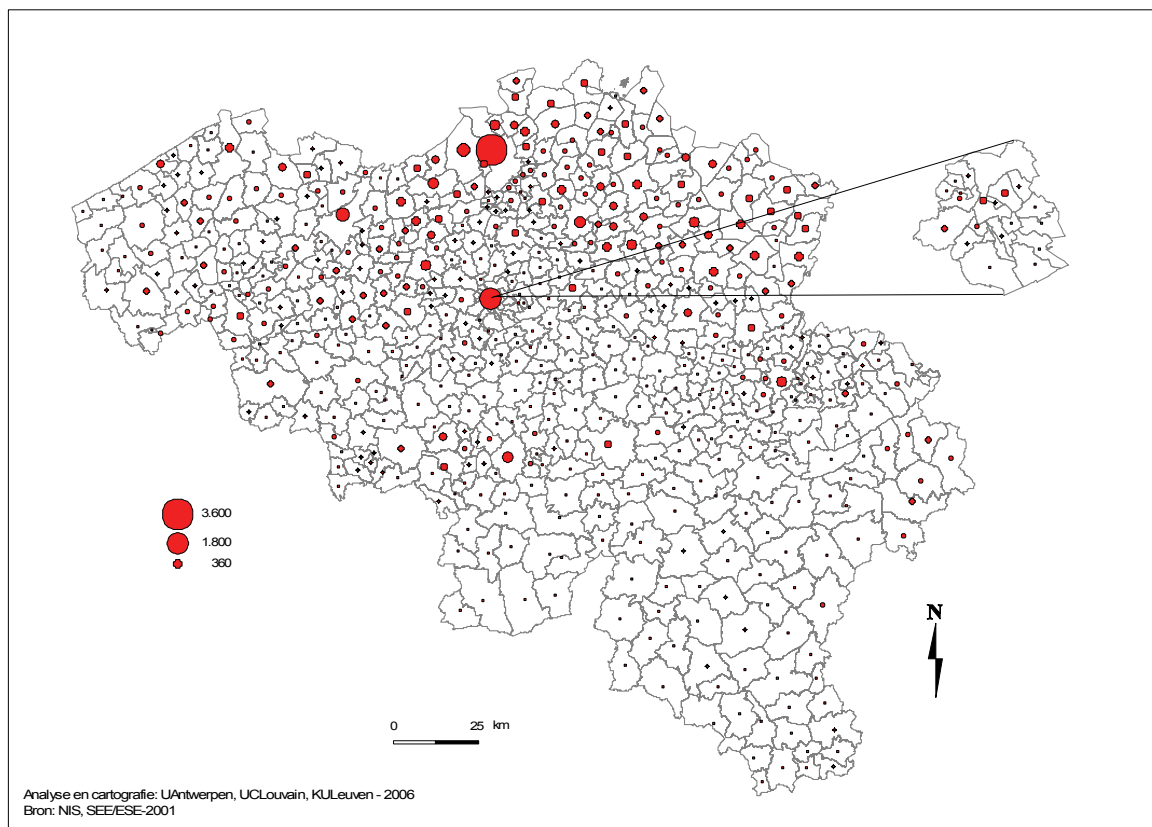 3.600
1.800
360
N
0 25 km
Analyse en cartografie: UAntwerpen, UCLouvain, KULeuven - 2006
Bron: NIS, SEE/ESE-2001